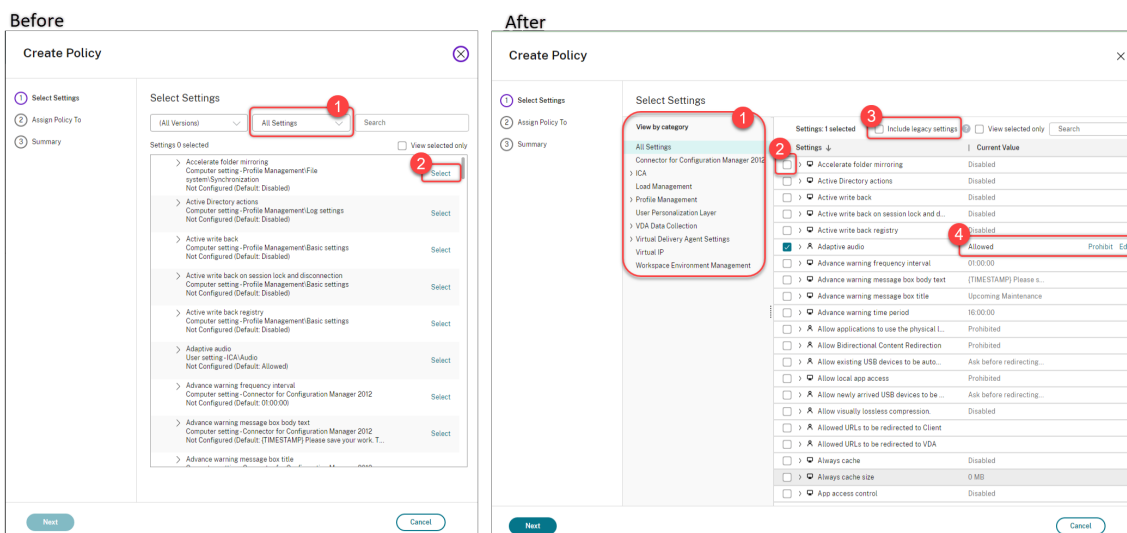 Before
Create Policy
1 Select Settings
2 Assign Policy To
3 Summary
Select Settings
1
(All Versions)
All Settings
Search
Settings 0 selected
View selected only
Accelerate folder mirroring
Computer setting - Profile Management\File
system\Synchronization
Not Configured (Default: Disabled)
2
Select
Active Directory actions
Computer setting - Profile Management\Log settings
Not Configured (Default: Disabled)
Select
Active write back
Computer setting - Profile Management\Basic settings
Not Configured (Default: Disabled)
Select
Active write back on session lock and disconnection
Computer setting - Profile Management\Basic settings
Not Configured (Default: Disabled)
Select
Active write back registry
Computer setting - Profile Management\Basic settings
Not Configured (Default: Disabled)
Select
Adaptive audio
User setting - ICA\Audio
Not Configured (Default: Allowed)
Select
Advance warning frequency interval
Computer setting - Connector for Configuration Manager 2012
Not Configured (Default: 01:00:00)
Select
Advance warning message box body text
Computer setting - Connector for Configuration Manager 2012
Not Configured (Default: {TIMESTAMP} Please save your work. T...
Select
Advance warning message box title
Next
Cancel
After
Create Policy
1 Select Settings
2 Assign Policy To
3 Summary
Select Settings
1
View by category
All Settings
Connector for Configuration Manager 2012
ICA
Load Management
Profile Management
User Personalization Layer
VDA Data Collection
Virtual Delivery Agent Settings
Virtual IP
Workspace Environment Management
3
Settings: 1 selected
Include legacy settings
View selected only
Search
2
Settings ↓ Current Value
Accelerate folder mirroring Disabled
Active Directory actions Disabled
Active write back Disabled
Active write back on session lock and d... Disabled
Active write back registry Disabled
4
Adaptive audio Allowed Prohibit Ed
Advance warning frequency interval 01:00:00
Advance warning message box body text {TIMESTAMP} Please s...
Advance warning message box title Upcoming Maintenance
Advance warning time period 16:00:00
Allow applications to use the physical l... Prohibited
Allow Bidirectional Content Redirection Prohibited
Allow existing USB devices to be auto... Ask before redirecting...
Allow local app access Prohibited
Allow newly arrived USB devices to be ... Ask before redirecting...
Allow visually lossless compression. Disabled
Allowed URLs to be redirected to Client
Allowed URLs to be redirected to VDA
Always cache Disabled
Always cache size 0 MB
App access control Disabled
Next
Cancel